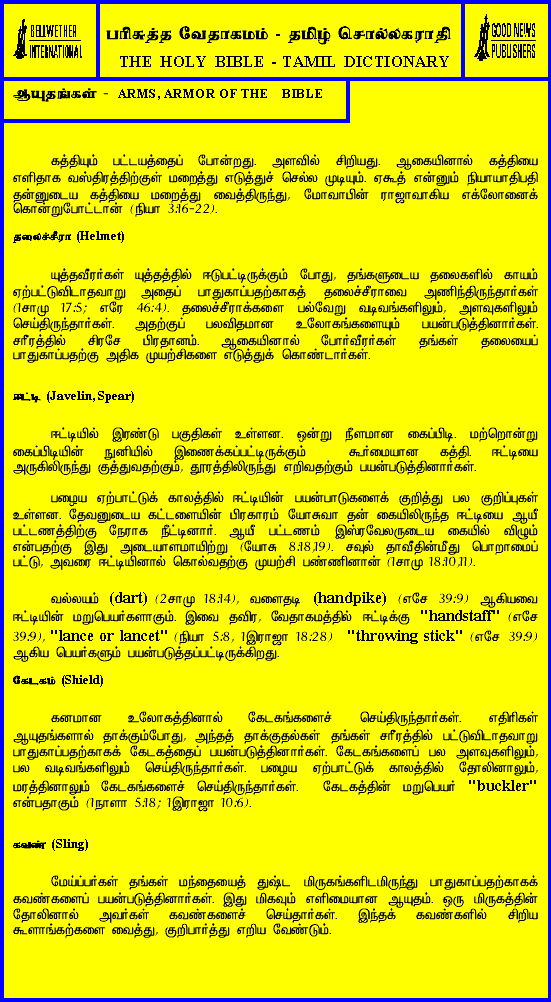 BELLWETHER
INTERNATIONAL
பரிசுத்த வேதாகமம் - தமிழ் சொல்லகராதி
THE HOLY BIBLE - TAMIL DICTIONARY
GOOD NEWS
PUBLISHERS
ஆயுதங்கள் - ARMS, ARMOR OF THE BIBLE
கத்தியும் பட்டயத்தைப் போன்றது. அளவில் சிறியது. ஆகையினால் கத்தியை
எளிதாக வஸ்திரத்திற்குள் மறைத்து எடுத்துச் செல்ல முடியும். ஏகூத் என்னும் நியாயாதிபதி
தன்னுடைய கத்தியை மறைத்து வைத்திருந்து, மோவாபின் ராஜாவாகிய எக்லோனைக்
கொன்றுபோட்டான் (நியா 3:16-22).
தலைச்சீரா (Helmet)
யுத்தவீரர்கள் யுத்தத்தில் ஈடுபட்டிருக்கும் போது, தங்களுடைய தலைகளில் காயம்
ஏற்பட்டுவிடாதவாறு அதைப் பாதுகாப்பதற்காகத் தலைச்சீராவை அணிந்திருந்தார்கள்
(1சாமு 17:5; எரே 46:4). தலைச்சீராக்களை பல்வேறு வடிவங்களிலும், அளவுகளிலும்
செய்திருந்தார்கள். அதற்குப் பலவிதமான உலோகங்களையும் பயன்படுத்தினார்கள்.
சரீரத்தில் சிரசே பிரதானம். ஆகையினால் போர்வீரர்கள் தங்கள் தலையைப்
பாதுகாப்பதற்கு அதிக முயற்சிகளை எடுத்துக் கொண்டார்கள்.
ஈட்டி (Javelin, Spear)
ஈட்டியில் இரண்டு பகுதிகள் உள்ளன. ஒன்று நீளமான கைப்பிடி. மற்றொன்று
கைப்பிடியின் நுனியில் இணைக்கப்பட்டிருக்கும் கூர்மையான கத்தி. ஈட்டியை
அருகிலிருந்து குத்துவதற்கும், தூரத்திலிருந்து எறிவதற்கும் பயன்படுத்தினார்கள்.
பழைய ஏற்பாட்டுக் காலத்தில் ஈட்டியின் பயன்பாடுகளைக் குறித்து பல குறிப்புகள்
உள்ளன. தேவனுடைய கட்டளையின் பிரகாரம் யோசுவா தன் கையிலிருந்த ஈட்டியை ஆயீ
பட்டணத்திற்கு நேராக நீட்டினார். ஆயீ பட்டணம் இஸ்ரவேலருடைய கையில் விழும்
என்பதற்கு இது அடையாளமாயிற்று (யோசு 8:18,19). சவுல் தாவீதின்மீது பொறாமைப்
பட்டு, அவரை ஈட்டியினால் கொல்வதற்கு முயற்சி பண்ணினான் (1சாமு 18:10,11).
வல்லயம் (dart) (2சாமு 18:14), வளைதடி (handpike) (எசே 39:9) ஆகியவை
ஈட்டியின் மறுபெயர்களாகும். இவை தவிர, வேதாகமத்தில் ஈட்டிக்கு "handstaff" (எசே
39:9), "lance or lancet" (நியா 5:8, 1இராஜா 18:28) "throwing stick" (எசே 39:9)
ஆகிய பெயர்களும் பயன்படுத்தப்பட்டிருக்கிறது.
கேடகம் (Shield)
கனமான உலோகத்தினால் கேடகங்களைச் செய்திருந்தார்கள். எதிரிகள்
ஆயுதங்களால் தாக்கும்போது, அந்தத் தாக்குதல்கள் தங்கள் சரீரத்தில் பட்டுவிடாதவாறு
பாதுகாப்பதற்காகக் கேடகத்தைப் பயன்படுத்தினார்கள். கேடகங்களைப் பல அளவுகளிலும்,
பல வடிவங்களிலும் செய்திருந்தார்கள். பழைய ஏற்பாட்டுக் காலத்தில் தோலினாலும்,
மரத்தினாலும் கேடகங்களைச் செய்திருந்தார்கள். கேடகத்தின் மறுபெயர் "buckler"
என்பதாகும் (1நாளா 5:18; 1இராஜா 10:6).
கவண் (Sling)
மேய்ப்பர்கள் தங்கள் மந்தையைத் துஷ்ட மிருகங்களிடமிருந்து பாதுகாப்பதற்காகக்
கவண்களைப் பயன்படுத்தினார்கள். இது மிகவும் எளிமையான ஆயுதம். ஒரு மிருகத்தின்
தோலினால் அவர்கள் கவண்களைச் செய்தார்கள். இந்தக் கவண்களில் சிறிய
கூளாங்கற்களை வைத்து, குறிபார்த்து எறிய வேண்டும்.